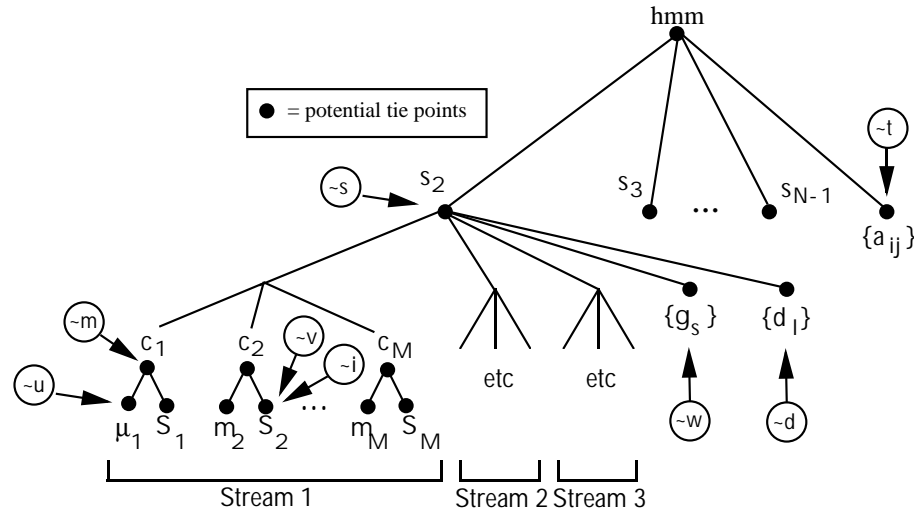 hmm
= potential tie points
~t
~s
s2
s3
...
sN-1
{aij}
~m
~v
~i
~u
c1
c2
cM
{gs}
{dl}
etc
etc
μ1
S1
m2
S2
...
mM
SM
~w
~d
Stream 1
Stream 2
Stream 3